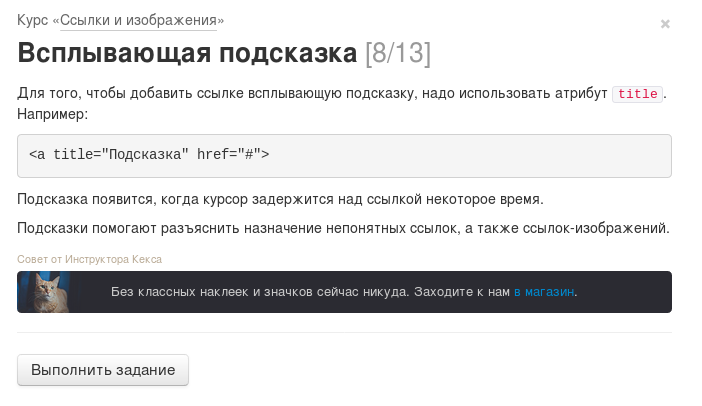 Курс «Ссылки и изображения»
×
Всплывающая подсказка [8/13]
Для того, чтобы добавить ссылке всплывающую подсказку, надо использовать атрибут title.
Например:
<a title="Подсказка" href="#">
Подсказка появится, когда курсор задержится над ссылкой некоторое время.
Подсказки помогают разъяснить назначение непонятных ссылок, а также ссылок-изображений.
Совет от Инструктора Кекса
Без классных наклеек и значков сейчас никуда. Заходите к нам в магазин.
Выполнить задание